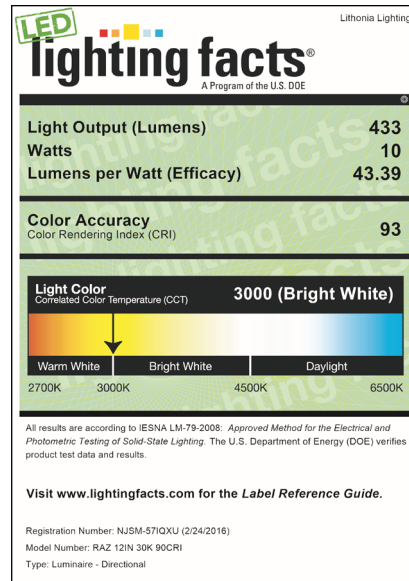 LED
Lithonia Lighting
lighting facts®
A Program of the U.S. DOE
Light Output (Lumens) 433
Watts 10
Lumens per Watt (Efficacy) 43.39
Color Accuracy
Color Rendering Index (CRI) 93
Light Color
Correlated Color Temperature (CCT) 3000 (Bright White)
Warm White Bright White Daylight
2700K 3000K 4500K 6500K
All results are according to IESNA LM-79-2008: Approved Method for the Electrical and
Photometric Testing of Solid-State Lighting. The U.S. Department of Energy (DOE) verifies
product test data and results.
Visit www.lightingfacts.com for the Label Reference Guide.
Registration Number: NJSM-57IQXU (2/24/2016)
Model Number: RAZ 12IN 30K 90CRI
Type: Luminaire - Directional